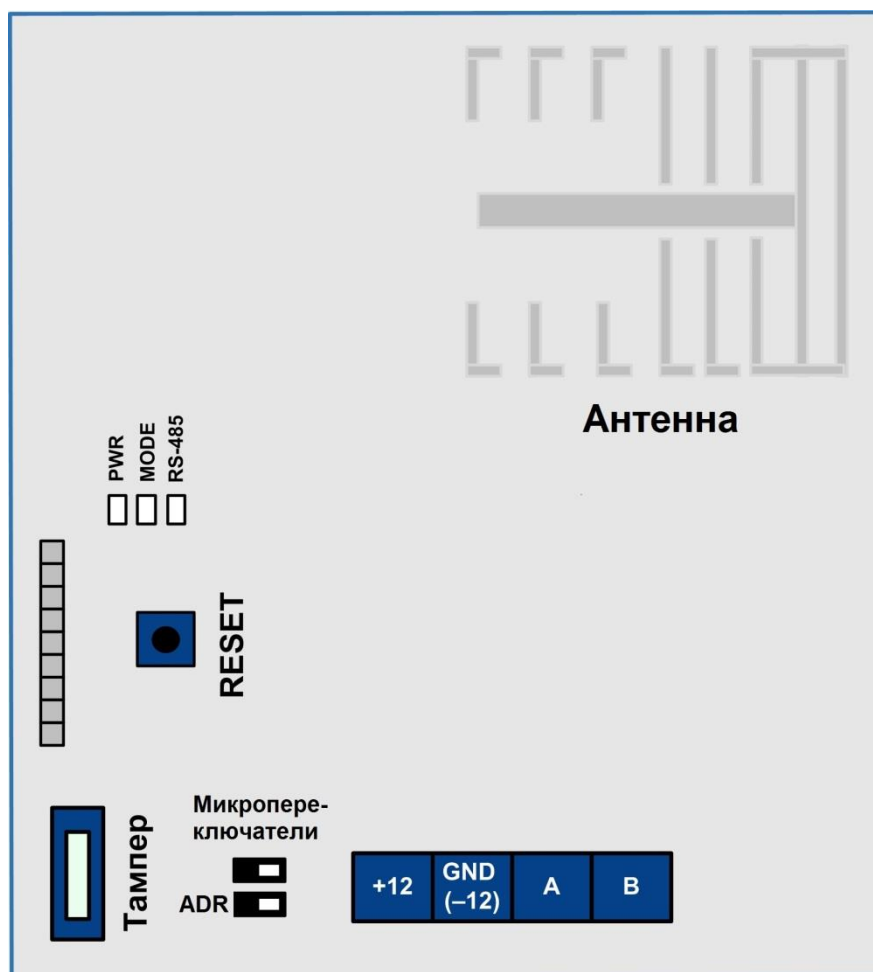 Антенна
PWR
MODE
RS-485
RESET
Тампер
Микропере-
ключатели
ADR
+12
GND
(–12)
A
B